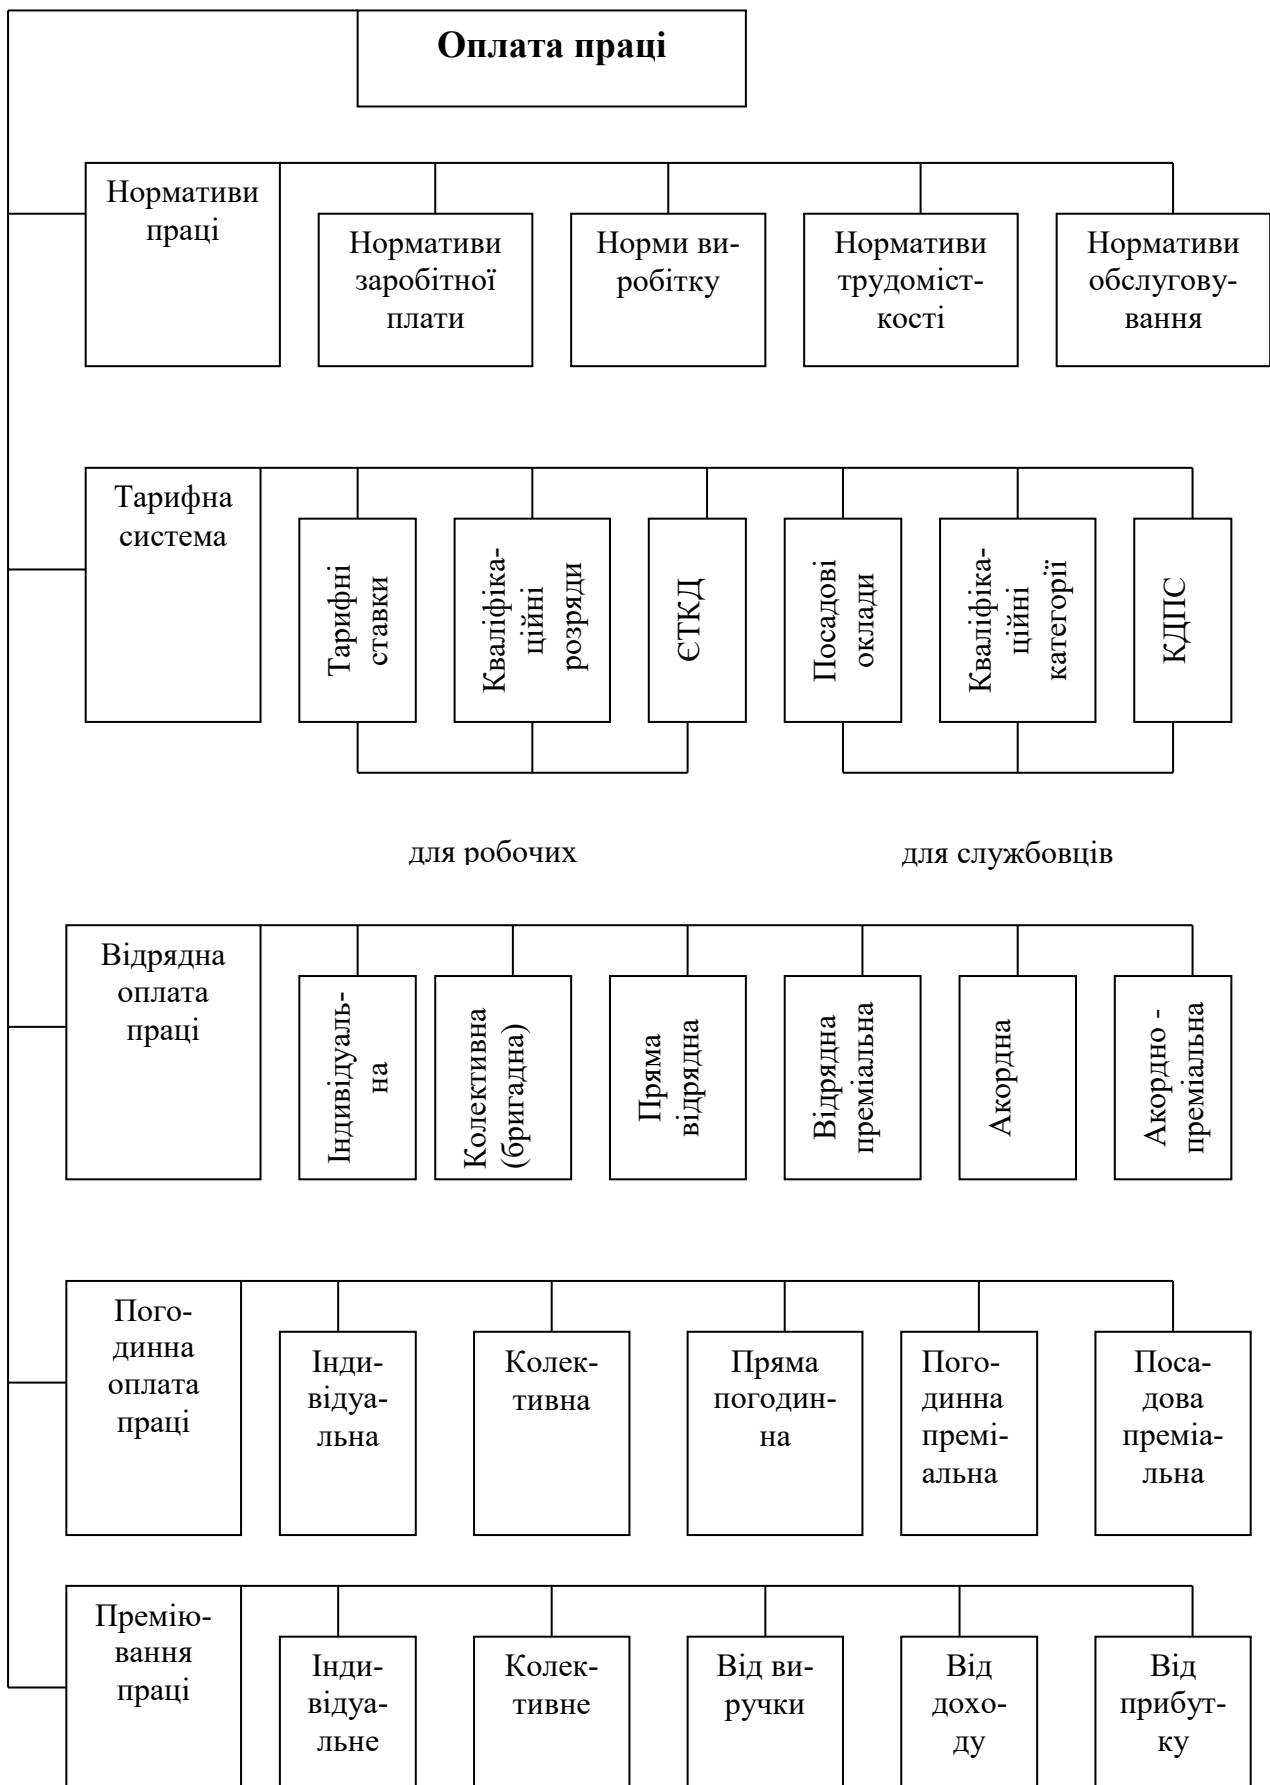 Оплата праці
Нормативи
праці
Нормативи
заробітної
плати
Норми ви-
робітку
Нормативи
трудоміст-
кості
Нормативи
обслугову-
вання
Тарифна
система
Тарифні
ставки
Кваліфіка-
ційні
розряди
ЄТКД
Посадові
оклади
Кваліфіка-
ційні
категорії
КДПС
для робочих
для службовців
Відрядна
оплата
праці
Індивідуаль-
на
Колективна
(бригадна)
Пряма
відрядна
Відрядна
преміальна
Акордна
Акордно -
преміальна
Пого-
динна
оплата
праці
Інди-
відуа-
льна
Колек-
тивна
Пряма
погодин-
на
Пого-
динна
премі-
альна
Поса-
дова
преміа-
льна
Премію-
вання
праці
Інди-
відуа-
льне
Колек-
тивне
Від ви-
ручки
Від
дохо-
ду
Від
прибут-
ку